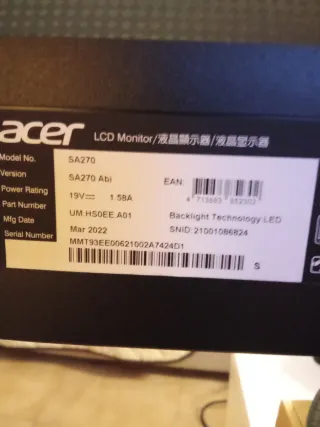 acer LCD Monitor/液晶顯示器/液晶显示器
Model No. SA270
Version SA270 Abi
Power Rating 19V⎓ 1.58A EAN:
Part Number UM.HS0EE.A01 Backlight Technology:LED
Mfg Date Mar 2022 SNID:21001086824
Serial Number MMT93EE00621002A7424D1
S